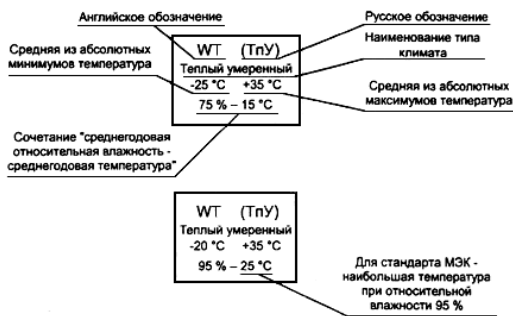 Английское обозначение
Русское обозначение
Средняя из абсолютных
минимумов температура
WT (ТпУ)
Теплый умеренный
-25 °C +35 °C
75 % – 15 °C
Наименование типа
климата
Средняя из абсолютных
максимумов температура
Сочетание "среднегодовая
относительная влажность -
среднегодовая температура"
WT (ТпУ)
Теплый умеренный
-20 °C +35 °C
95 % – 25 °C
Для стандарта МЭК -
наибольшая температура
при относительной
влажности 95 %